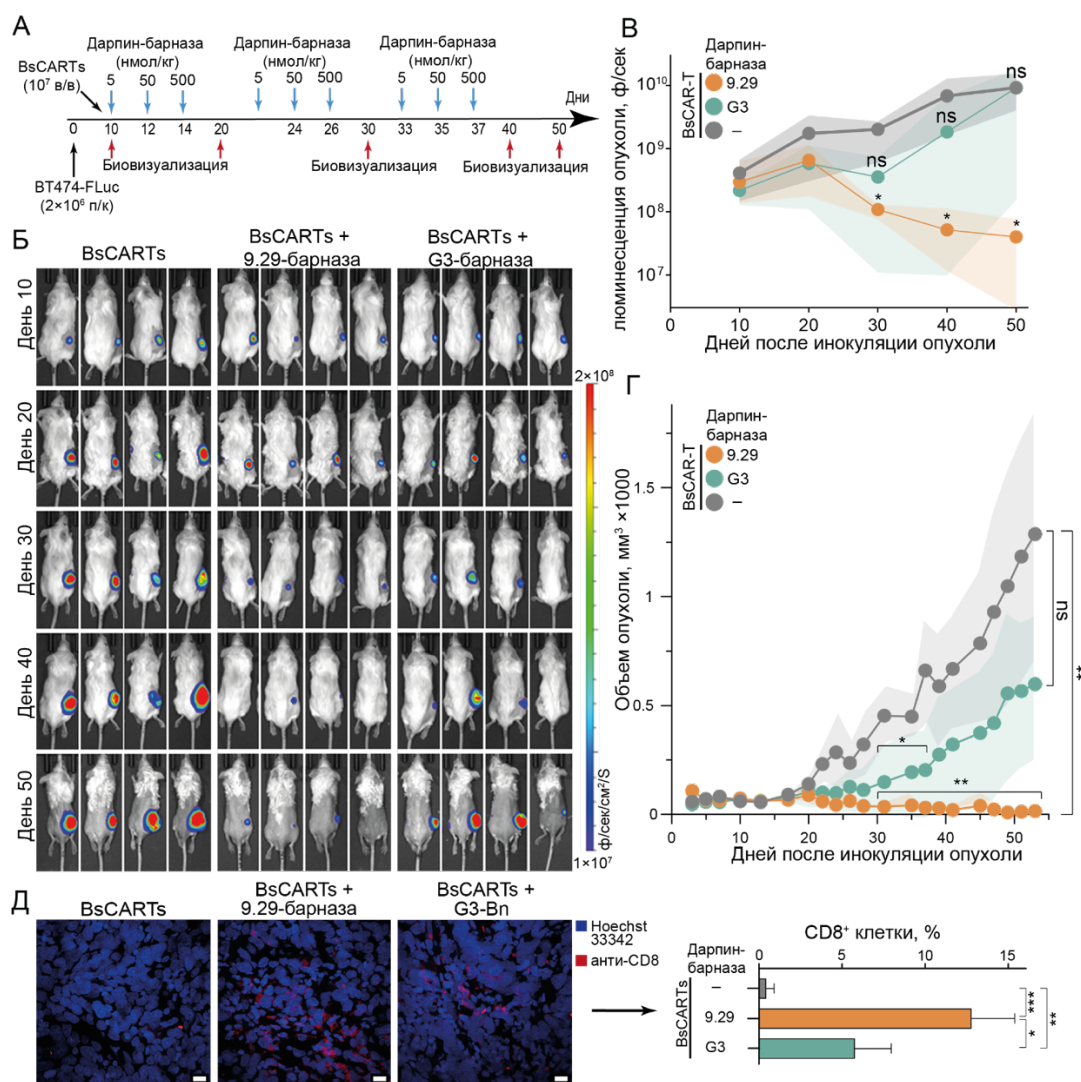 А
Дарпин-барназа
(нмол/кг)
Дарпин-барназа
(нмол/кг)
Дарпин-барназа
(нмол/кг)
BsCARTs
(10⁷ в/в)
5 50 500 5 50 500 5 50 500
Дни
0 10 12 14 20 24 26 30 33 35 37 40 50
Биовизуализация
Биовизуализация
Биовизуализация
BT474-FLuc
(2×10⁶ п/к)
Б
BsCARTs
BsCARTs +
9.29-барназа
BsCARTs +
G3-барназа
День 10
День 20
День 30
День 40
День 50
2×10⁸
ф/сек/см²/S
1×10⁷
В
люминесценция опухоли, ф/сек
10¹⁰
10⁹
10⁸
10⁷
Дарпин-
барназа
BsCAR-T
9.29
G3
–
ns
ns
ns
*
*
*
0 10 20 30 40 50
Дней после инокуляции опухоли
Г
Объем опухоли, мм³ ×1000
1.5
1
0.5
0
Дарпин-
барназа
BsCAR-T
9.29
G3
–
*
**
ns
**
0 10 20 30 40 50
Дней после инокуляции опухоли
Д
BsCARTs
BsCARTs +
9.29-барназа
BsCARTs +
G3-Bn
Hoechst
33342
анти-CD8
CD8⁺ клетки, %
Дарпин-
барназа
0 5 10 15
BsCARTs
–
9.29
G3
***
*
**